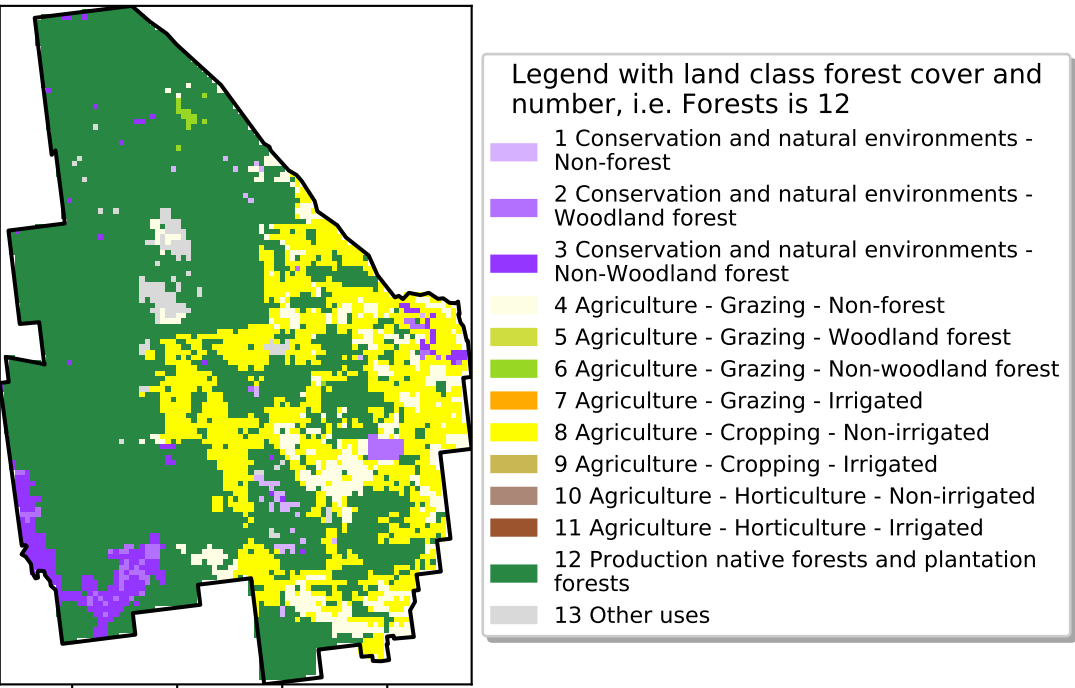 Legend with land class forest cover and
number, i.e. Forests is 12
1 Conservation and natural environments -
Non-forest
2 Conservation and natural environments -
Woodland forest
3 Conservation and natural environments -
Non-Woodland forest
4 Agriculture - Grazing - Non-forest
5 Agriculture - Grazing - Woodland forest
6 Agriculture - Grazing - Non-woodland forest
7 Agriculture - Grazing - Irrigated
8 Agriculture - Cropping - Non-irrigated
9 Agriculture - Cropping - Irrigated
10 Agriculture - Horticulture - Non-irrigated
11 Agriculture - Horticulture - Irrigated
12 Production native forests and plantation
forests
13 Other uses